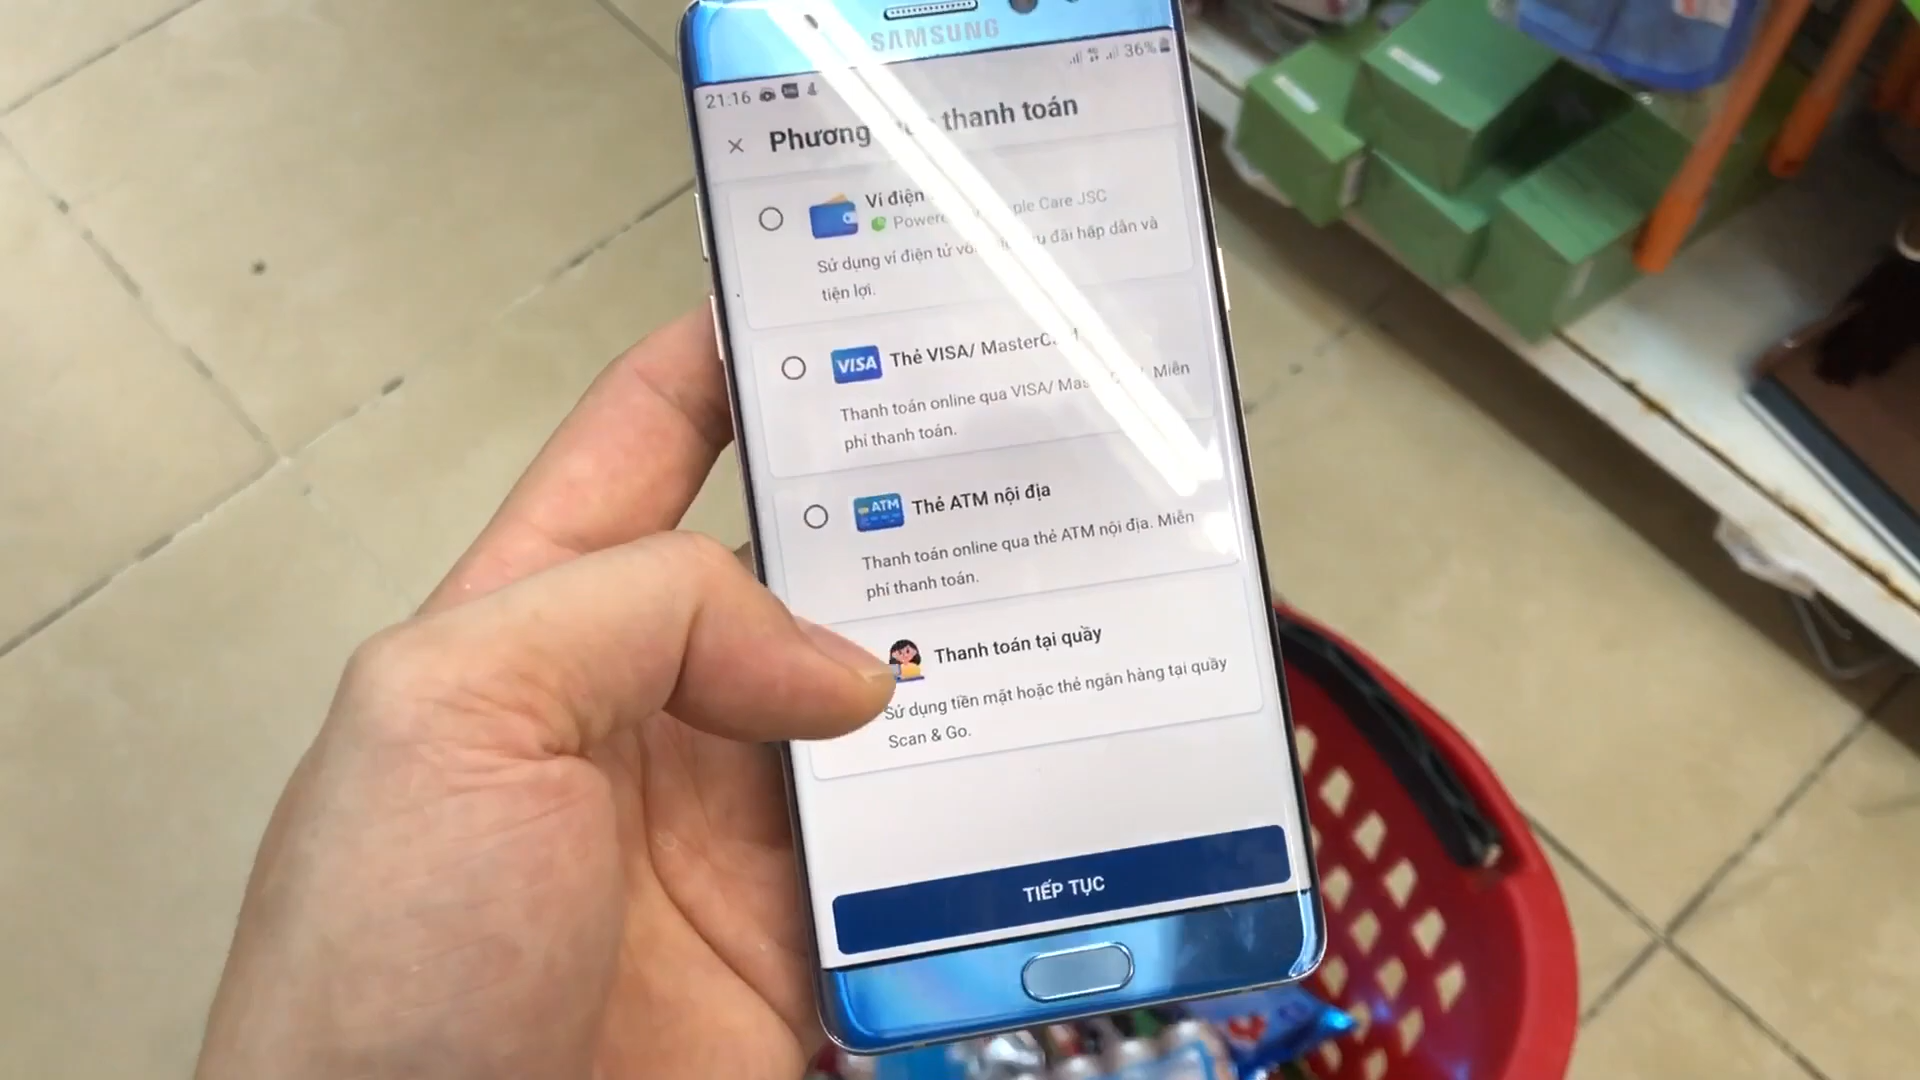 SAMSUNG
21:16 36%
Phương thanh toán
Ví điện
Powere ple Care JSC
Sử dụng ví điện tử đãi hấp dẫn và
tiện lợi.
VISA Thẻ VISA/
Thanh toán online qua VISA/ Miễn
phí thanh toán.
ATM Thẻ ATM nội địa
Thanh toán online qua thẻ ATM nội địa. Miễn
phí thanh toán.
Thanh toán tại quầy
Sử dụng tiền mặt hoặc thẻ ngân hàng tại quầy
Scan & Go.
TIẾP TỤC